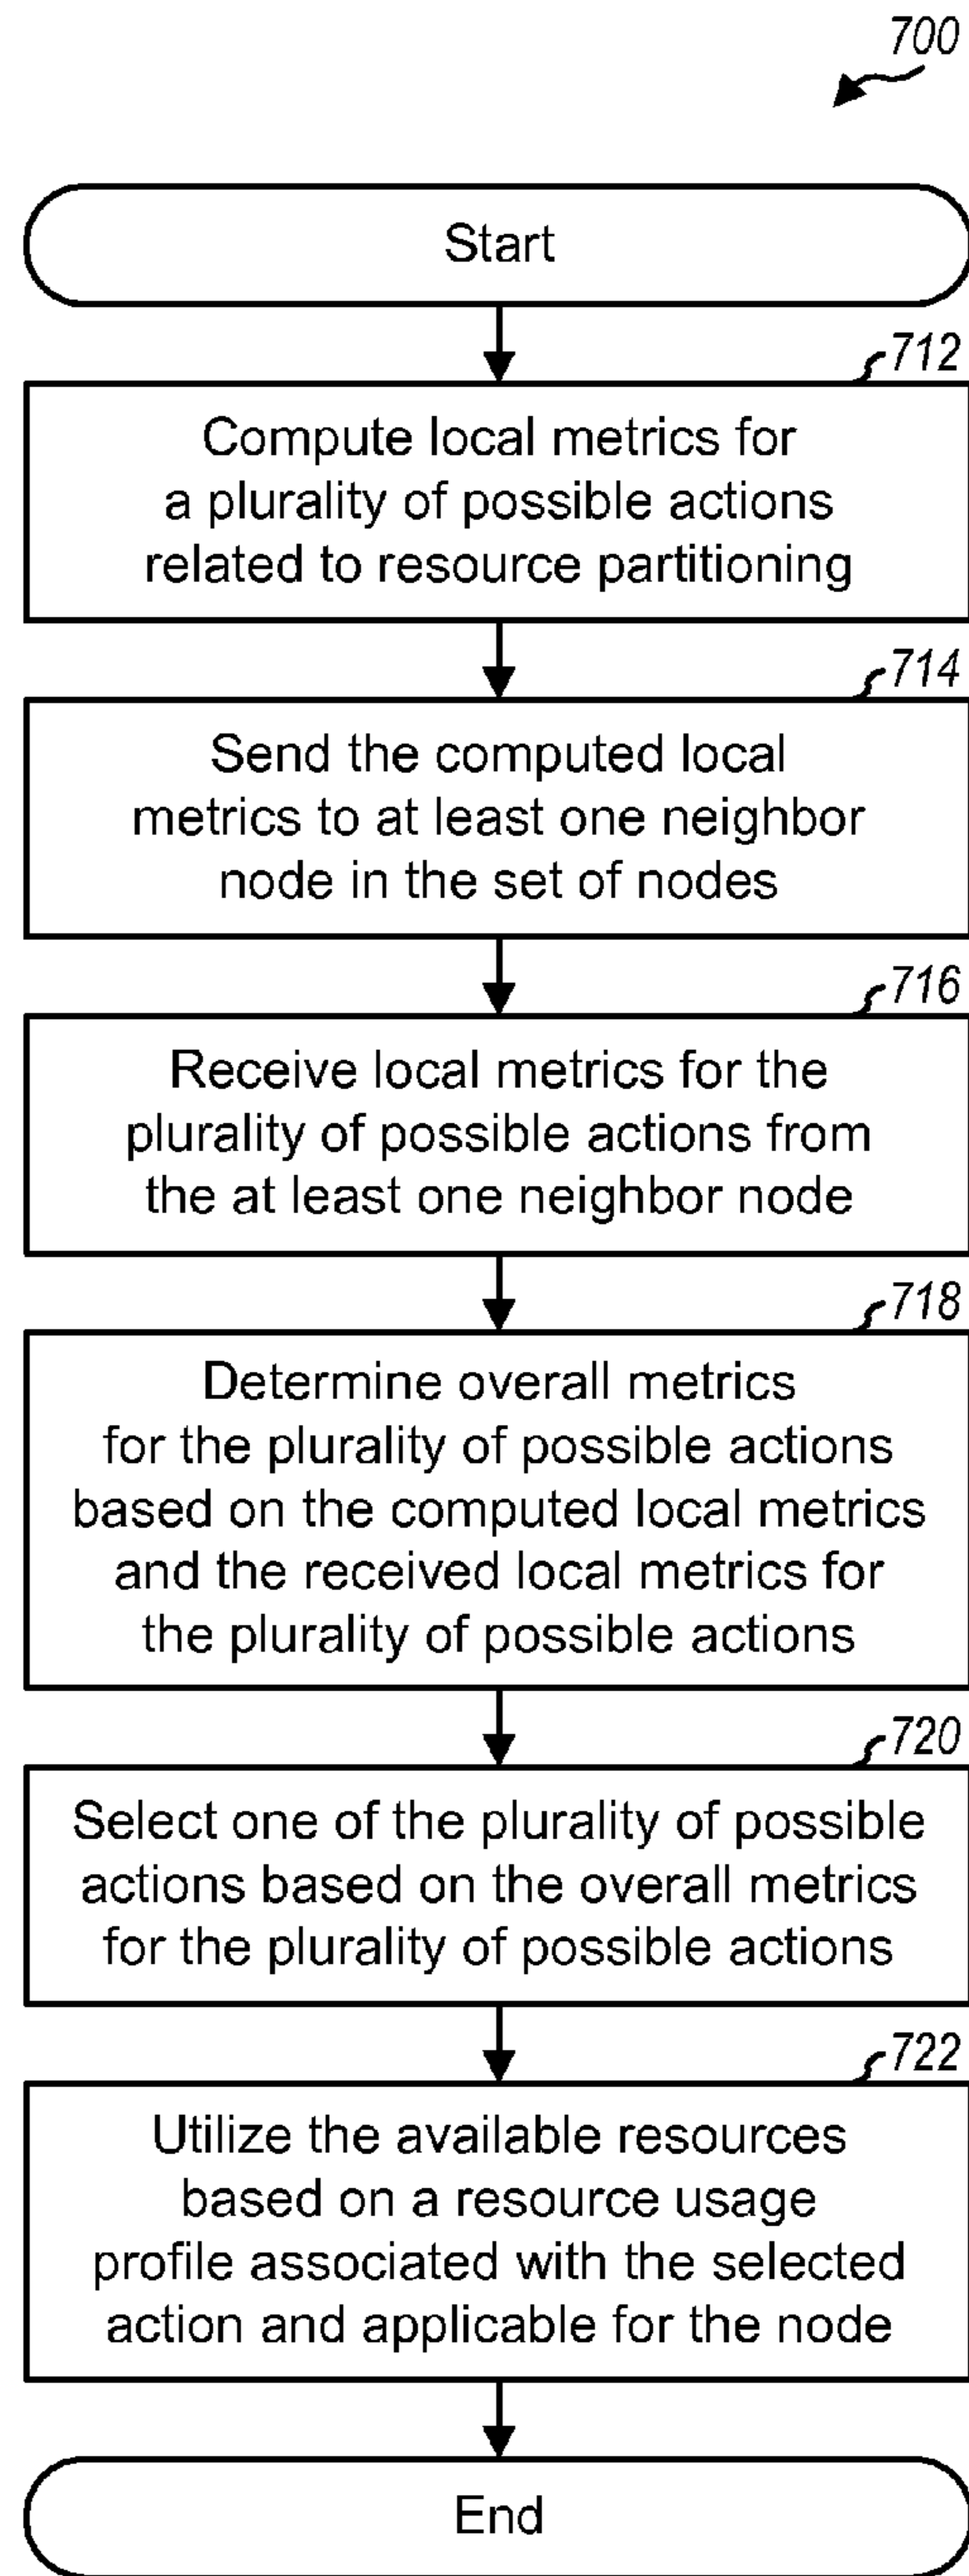 700
Start
712
Compute local metrics for
a plurality of possible actions
related to resource partitioning
714
Send the computed local
metrics to at least one neighbor
node in the set of nodes
716
Receive local metrics for the
plurality of possible actions from
the at least one neighbor node
718
Determine overall metrics
for the plurality of possible actions
based on the computed local metrics
and the received local metrics for
the plurality of possible actions
720
Select one of the plurality of possible
actions based on the overall metrics
for the plurality of possible actions
722
Utilize the available resources
based on a resource usage
profile associated with the selected
action and applicable for the node
End